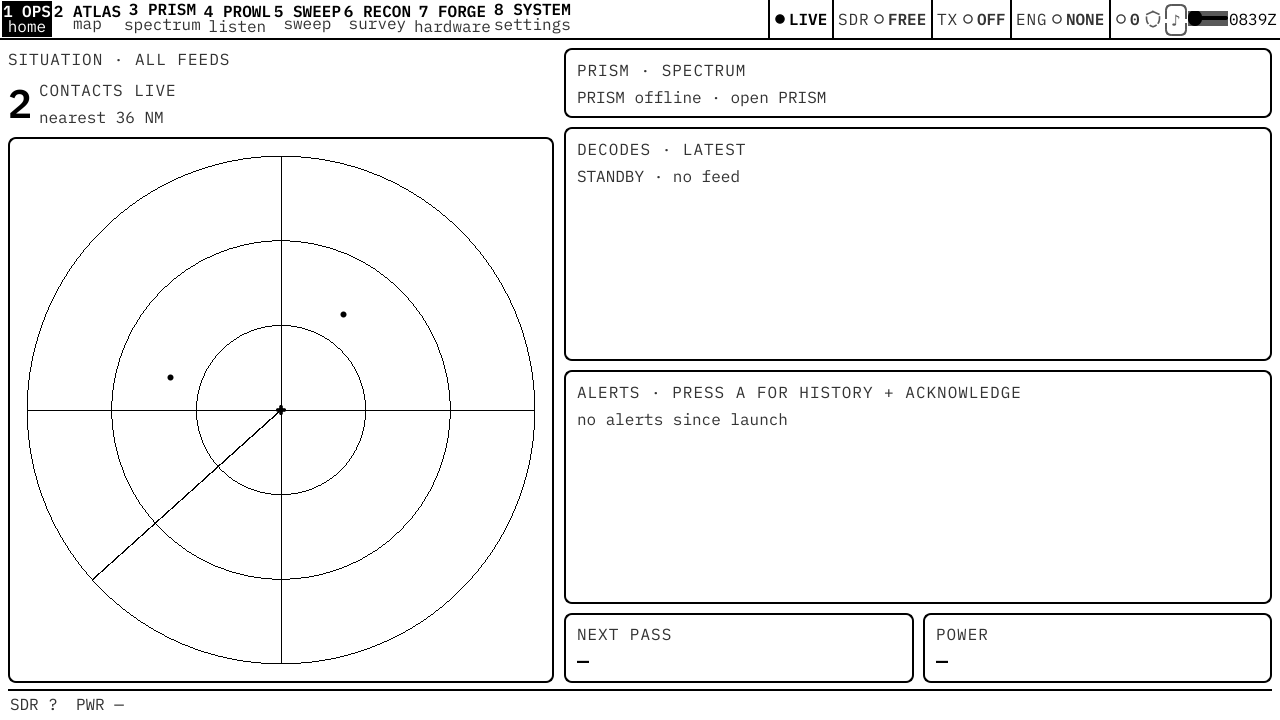 1 OPS 2 ATLAS 3 PRISM 4 PROWL 5 SWEEP 6 RECON 7 FORGE 8 SYSTEM
home map spectrum listen sweep survey hardware settings
● LIVE SDR ○ FREE TX ○ OFF ENG ○ NONE ○ 0 ♪ 0839Z
SITUATION · ALL FEEDS
2 CONTACTS LIVE
nearest 36 NM
PRISM · SPECTRUM
PRISM offline · open PRISM
DECODES · LATEST
STANDBY · no feed
ALERTS · PRESS A FOR HISTORY + ACKNOWLEDGE
no alerts since launch
NEXT PASS
—
POWER
—
SDR ? PWR —